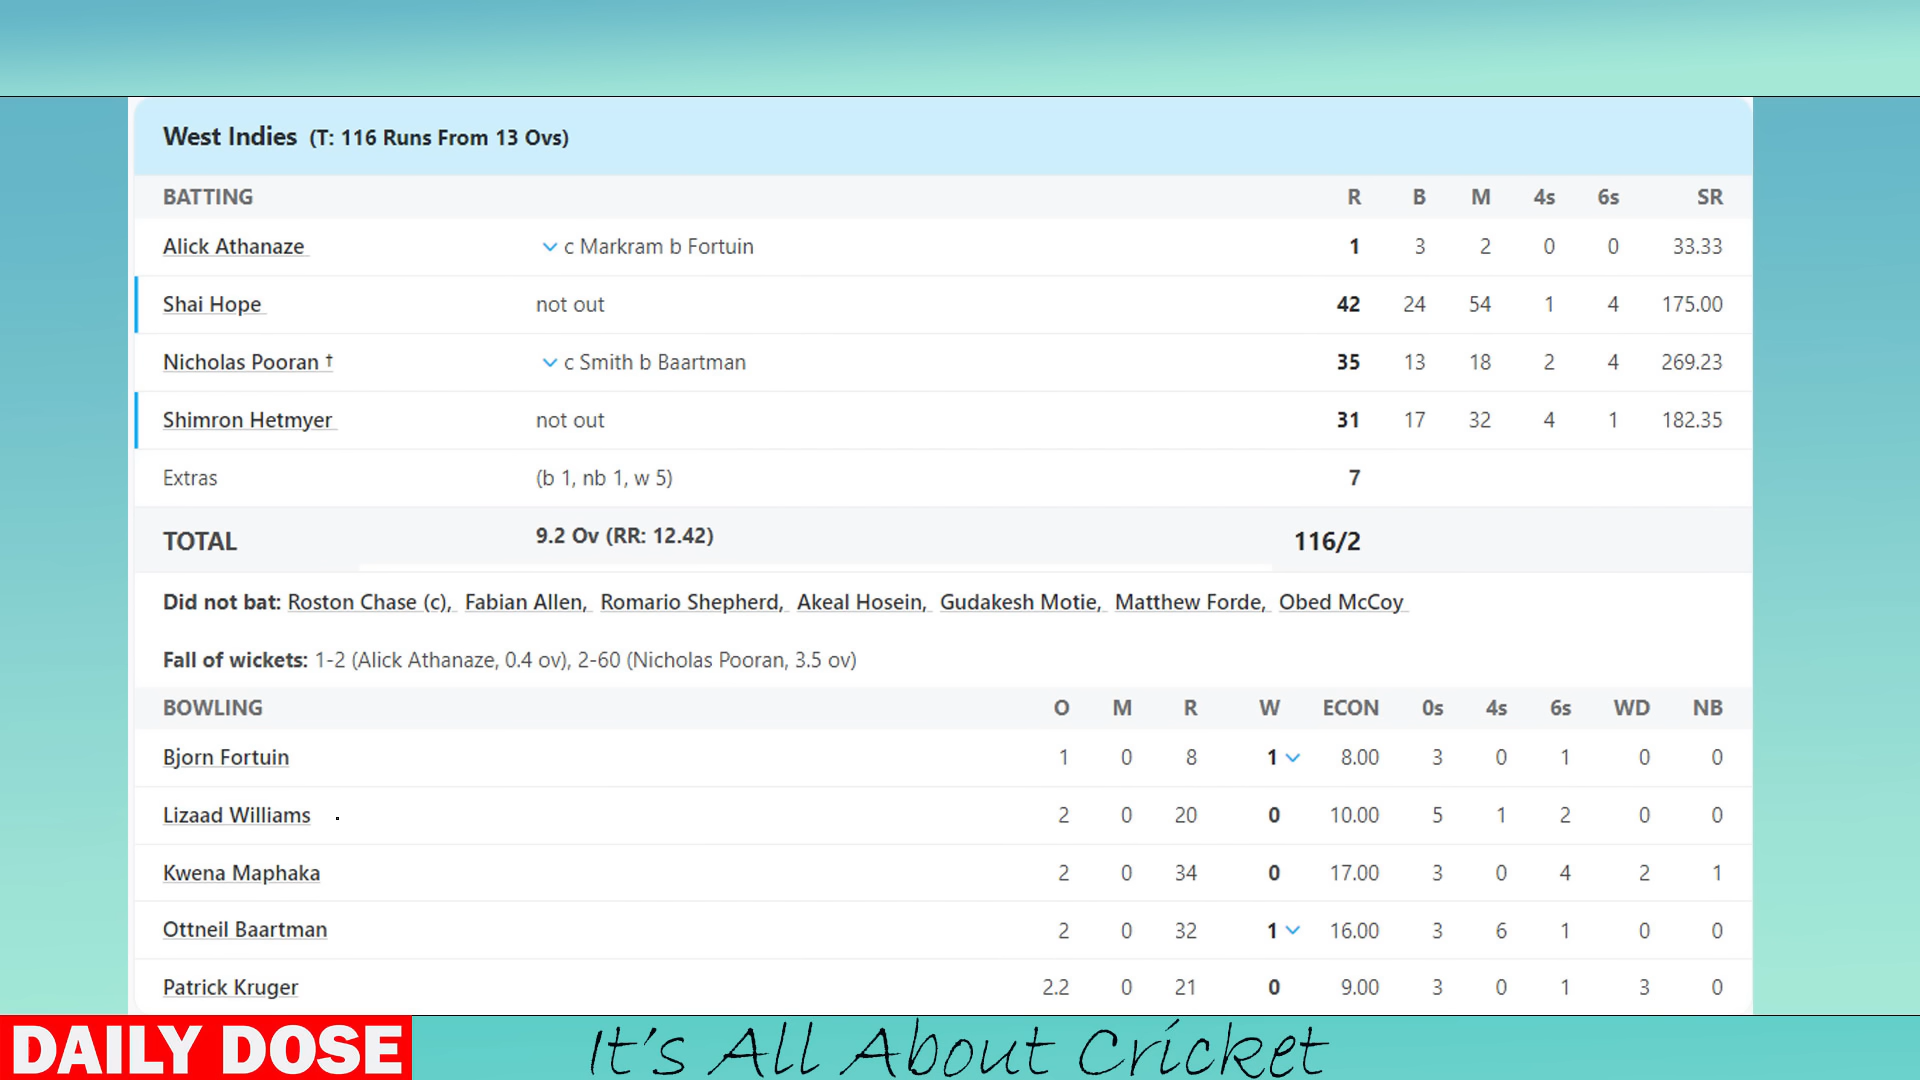 West Indies (T: 116 Runs From 13 Ovs)
BATTING R B M 4s 6s SR
Alick Athanaze c Markram b Fortuin 1 3 2 0 0 33.33
Shai Hope not out 42 24 54 1 4 175.00
Nicholas Pooran † c Smith b Baartman 35 13 18 2 4 269.23
Shimron Hetmyer not out 31 17 32 4 1 182.35
Extras (b 1, nb 1, w 5) 7
TOTAL 9.2 Ov (RR: 12.42) 116/2
Did not bat: Roston Chase (c), Fabian Allen, Romario Shepherd, Akeal Hosein, Gudakesh Motie, Matthew Forde, Obed McCoy
Fall of wickets: 1-2 (Alick Athanaze, 0.4 ov), 2-60 (Nicholas Pooran, 3.5 ov)
BOWLING O M R W ECON 0s 4s 6s WD NB
Bjorn Fortuin 1 0 8 1 8.00 3 0 1 0 0
Lizaad Williams 2 0 20 0 10.00 5 1 2 0 0
Kwena Maphaka 2 0 34 0 17.00 3 0 4 2 1
Ottneil Baartman 2 0 32 1 16.00 3 6 1 0 0
Patrick Kruger 2.2 0 21 0 9.00 3 0 1 3 0
DAILY DOSE It's All About Cricket